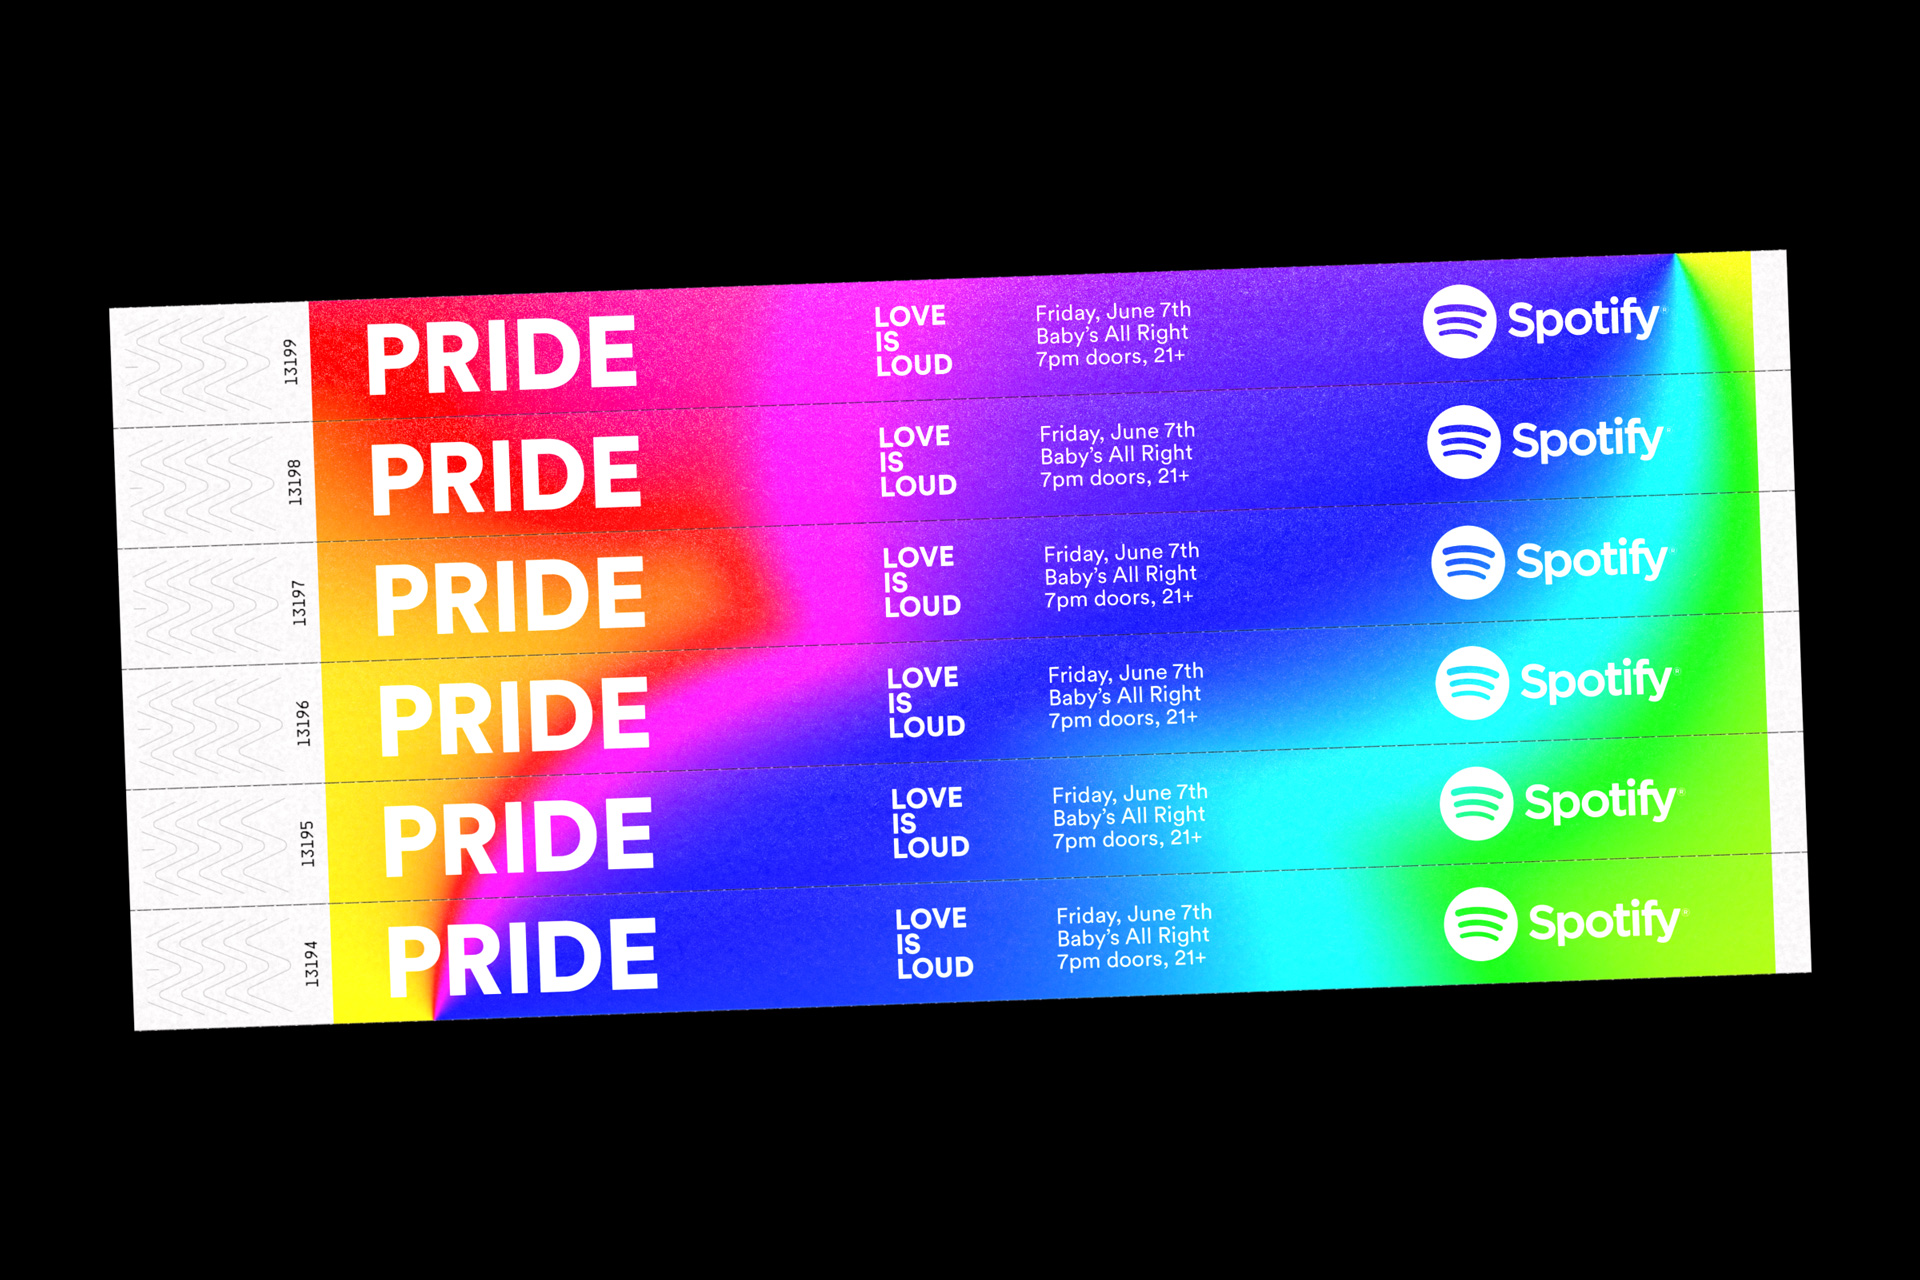 13199
PRIDE
LOVE
IS
LOUD
Friday, June 7th
Baby's All Right
7pm doors, 21+
Spotify®
13198
PRIDE
LOVE
IS
LOUD
Friday, June 7th
Baby's All Right
7pm doors, 21+
Spotify®
13197
PRIDE
LOVE
IS
LOUD
Friday, June 7th
Baby's All Right
7pm doors, 21+
Spotify®
13196
PRIDE
LOVE
IS
LOUD
Friday, June 7th
Baby's All Right
7pm doors, 21+
Spotify®
13195
PRIDE
LOVE
IS
LOUD
Friday, June 7th
Baby's All Right
7pm doors, 21+
Spotify®
13194
PRIDE
LOVE
IS
LOUD
Friday, June 7th
Baby's All Right
7pm doors, 21+
Spotify®